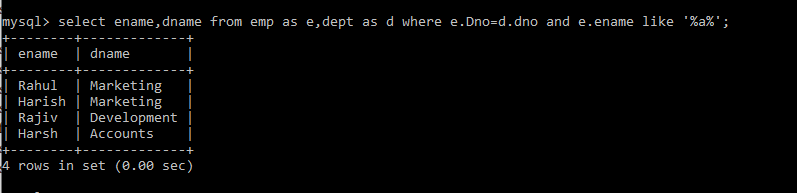 mysql> select ename,dname from emp as e,dept as d where e.Dno=d.dno and e.ename like '%a%';
+--------+-------------+
| ename  | dname       |
+--------+-------------+
| Rahul  | Marketing   |
| Harish | Marketing   |
| Rajiv  | Development |
| Harsh  | Accounts    |
+--------+-------------+
4 rows in set (0.00 sec)